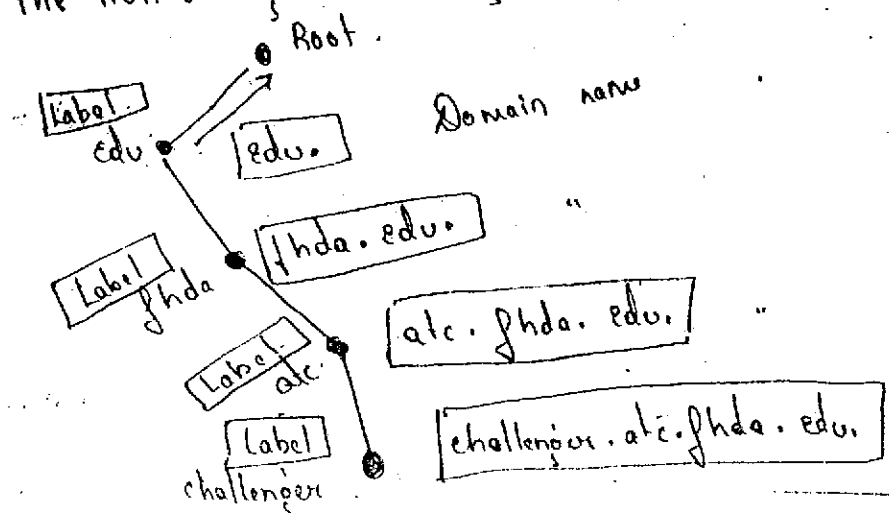 The
Root.
Label
edu
edu.
Domain name
"
Label
fhda
fhda. edu.
Label
atc.
atc. fhda. edu.
"
Label
challenger
challenger. atc. fhda. edu.